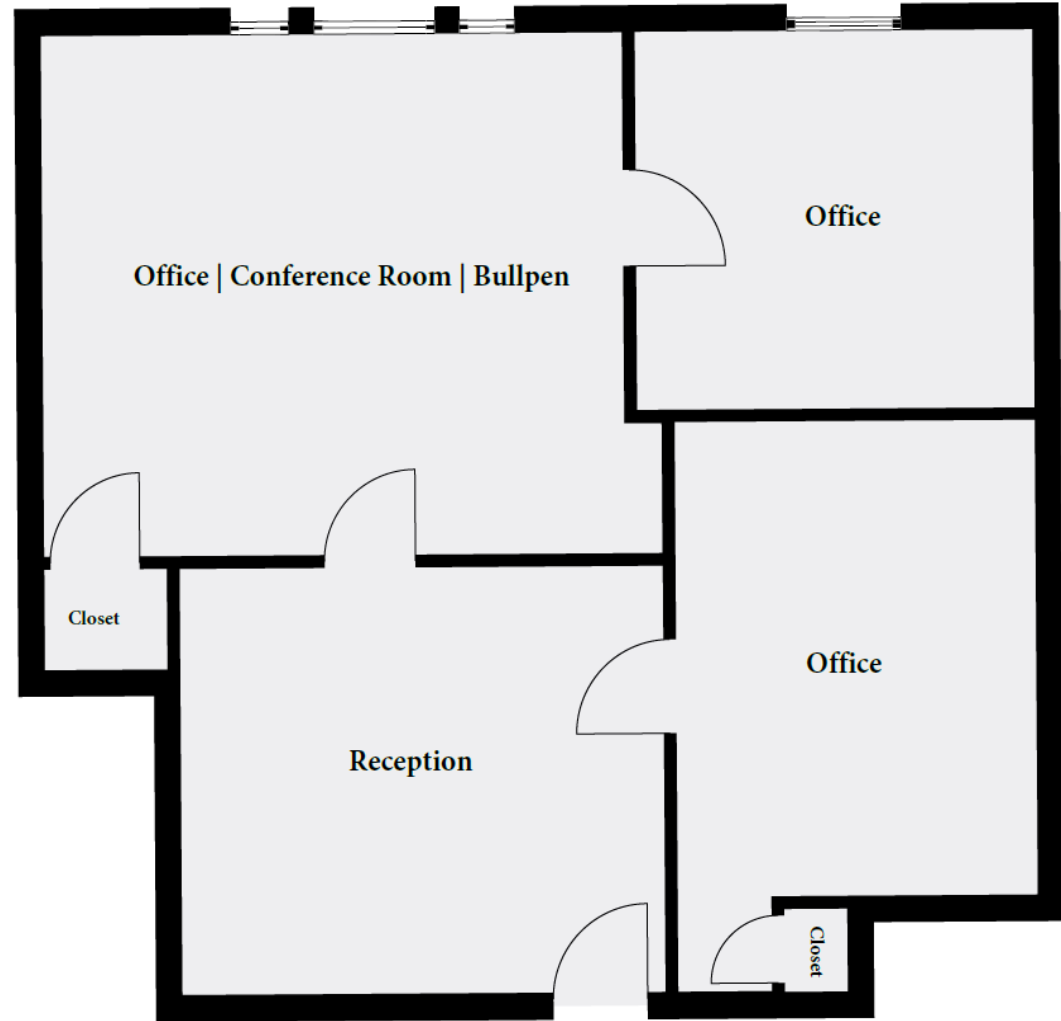 Office
Office | Conference Room | Bullpen
Closet
Office
Reception
Closet